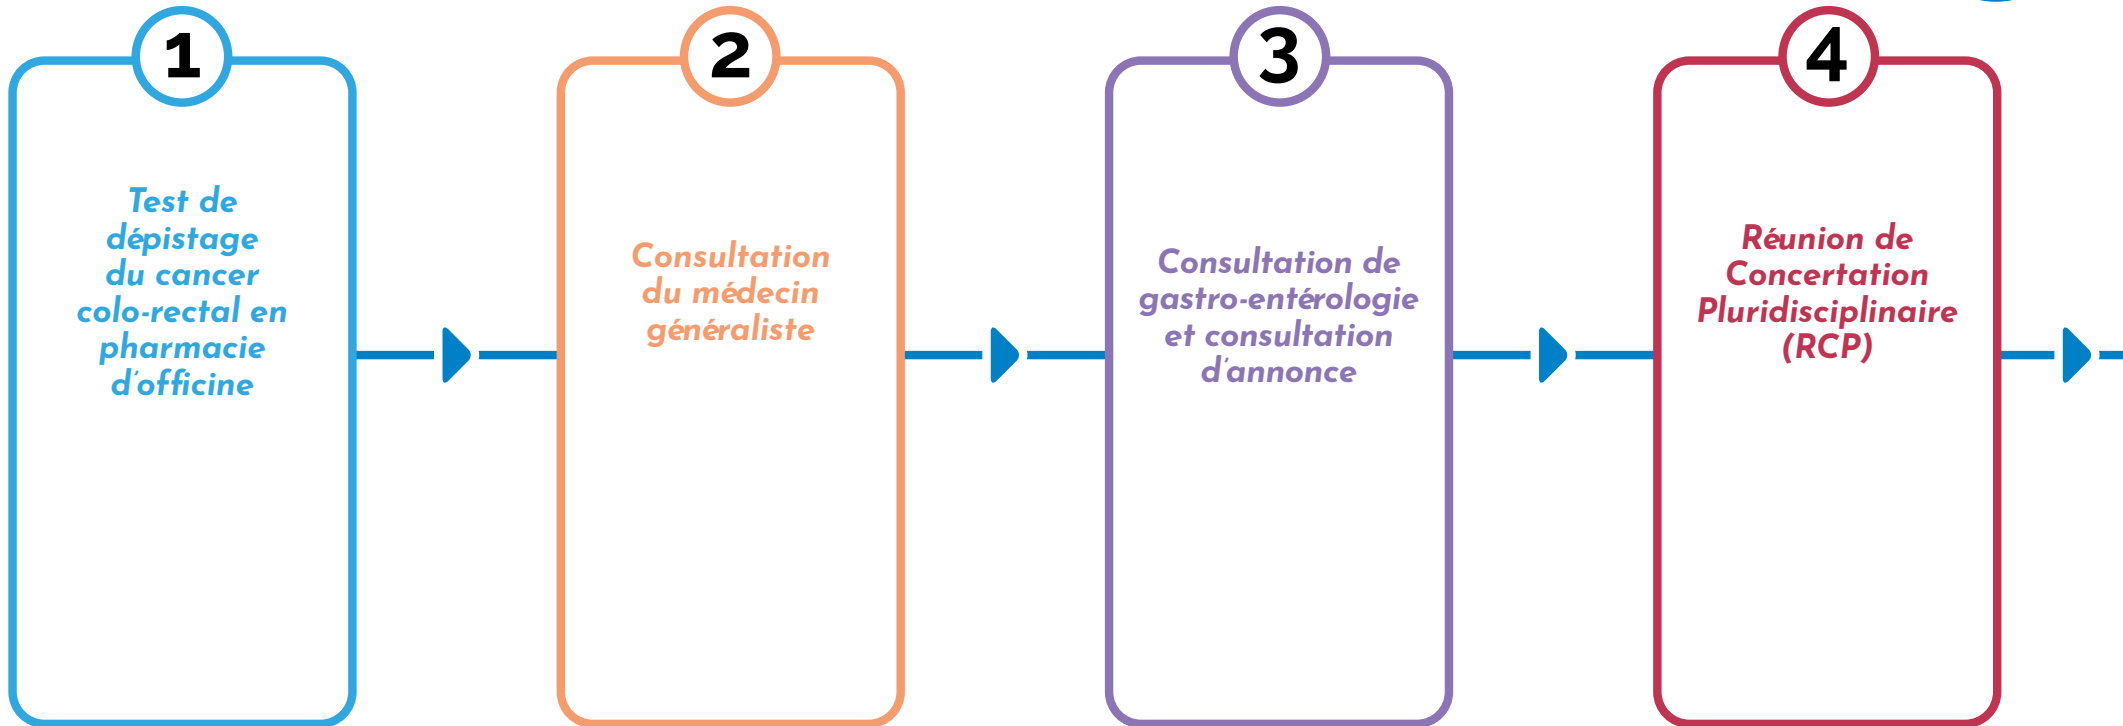 1
Test de
dépistage
du cancer
colo-rectal en
pharmacie
d'officine
2
Consultation
du médecin
généraliste
3
Consultation de
gastro-entérologie
et consultation
d'annonce
4
Réunion de
Concertation
Pluridisciplinaire
(RCP)